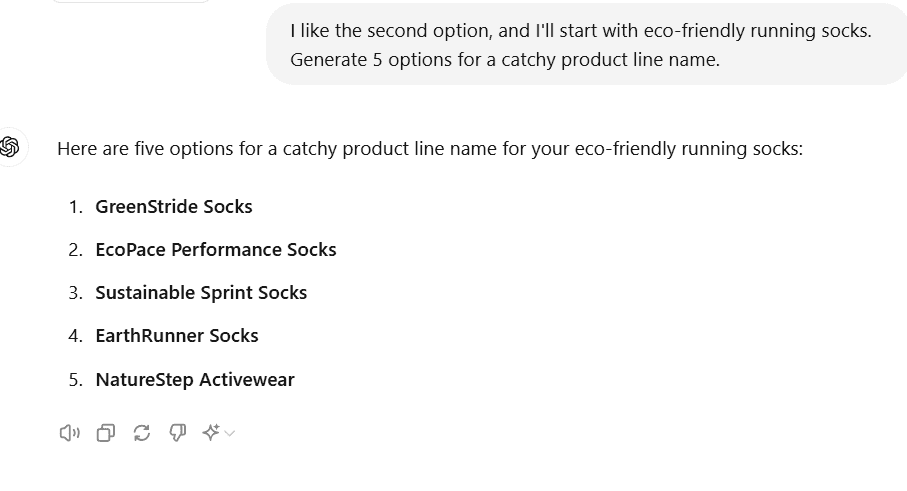 I like the second option, and I'll start with eco-friendly running socks.
Generate 5 options for a catchy product line name.
Here are five options for a catchy product line name for your eco-friendly running socks:
1. GreenStride Socks
2. EcoPace Performance Socks
3. Sustainable Sprint Socks
4. EarthRunner Socks
5. NatureStep Activewear